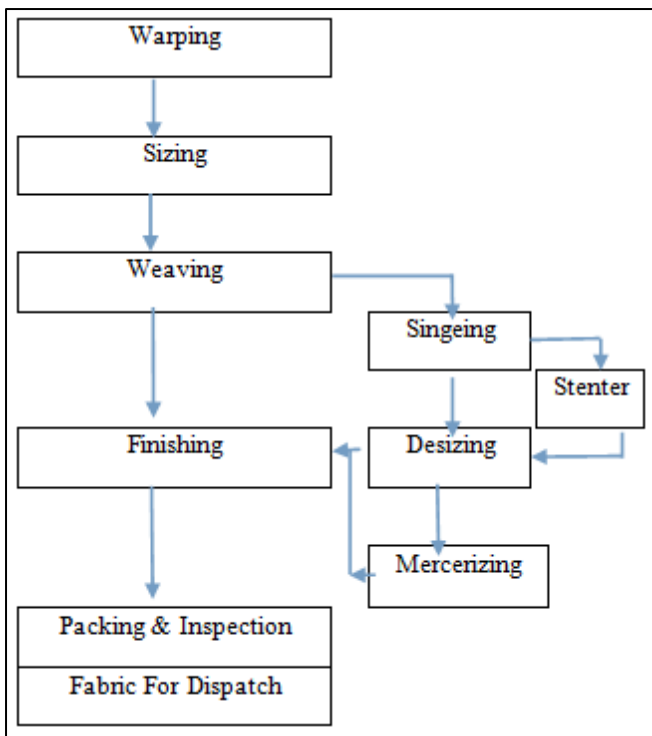 Warping
Sizing
Weaving
Singeing
Stenter
Finishing
Desizing
Mercerizing
Packing & Inspection
Fabric For Dispatch